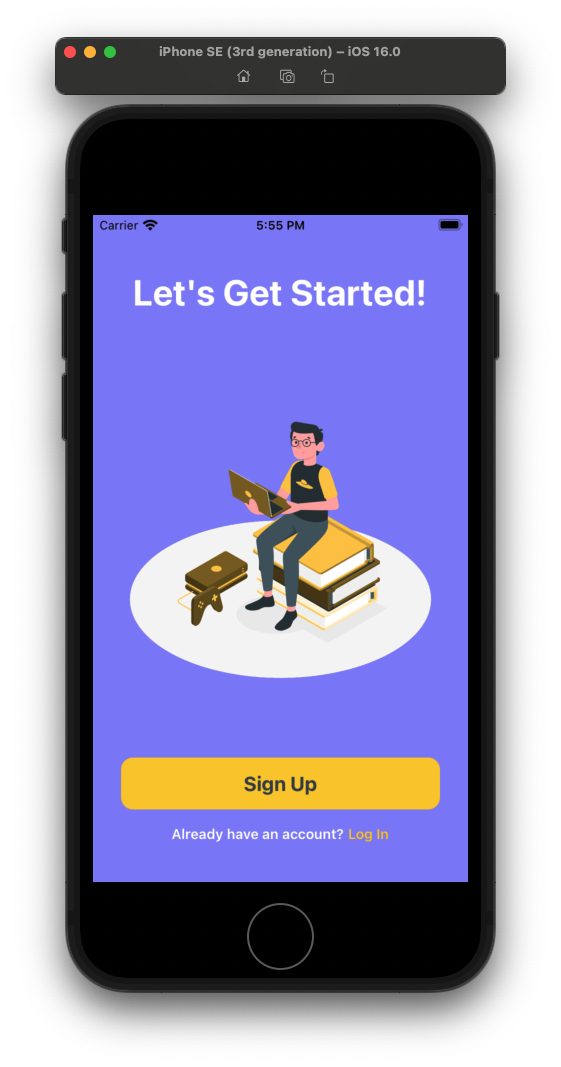 iPhone SE (3rd generation) – iOS 16.0
Carrier 5:55 PM
Let's Get Started!
Sign Up
Already have an account? Log In